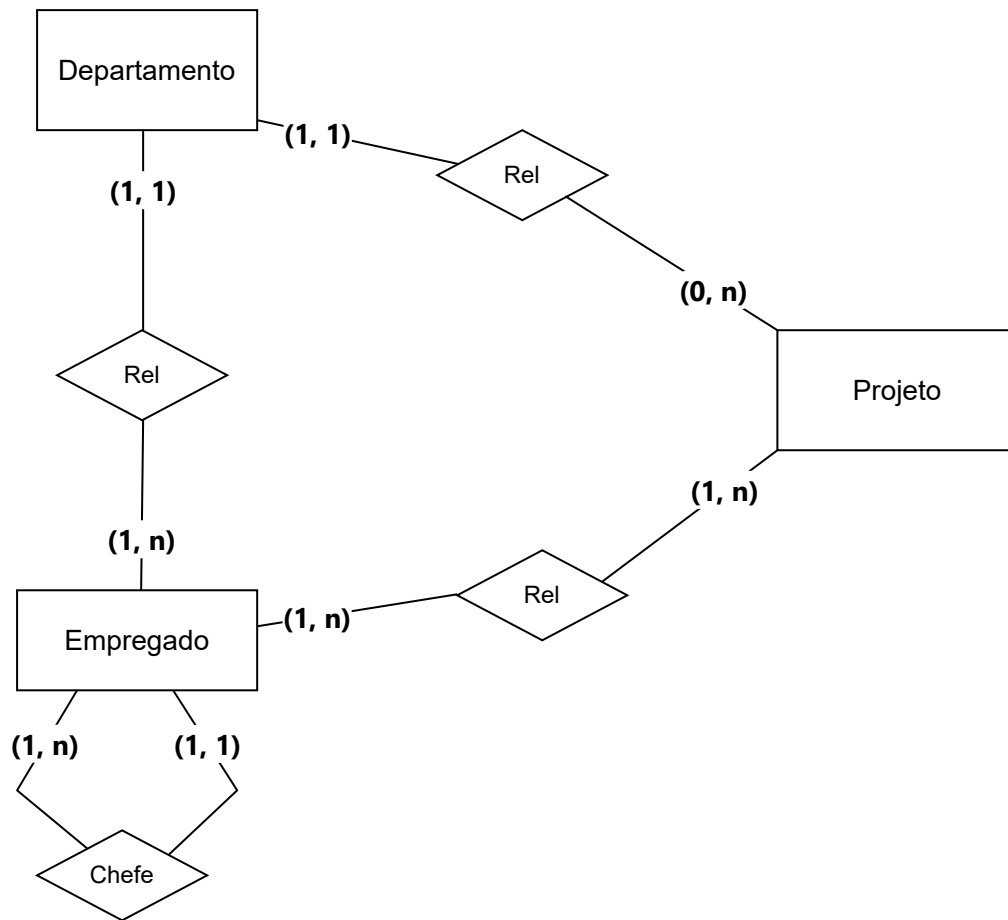 Departamento
(1, 1)
Rel
(1, 1)
(0, n)
Rel
Projeto
(1, n)
(1, n)
Rel
(1, n)
Empregado
(1, n)
(1, 1)
Chefe